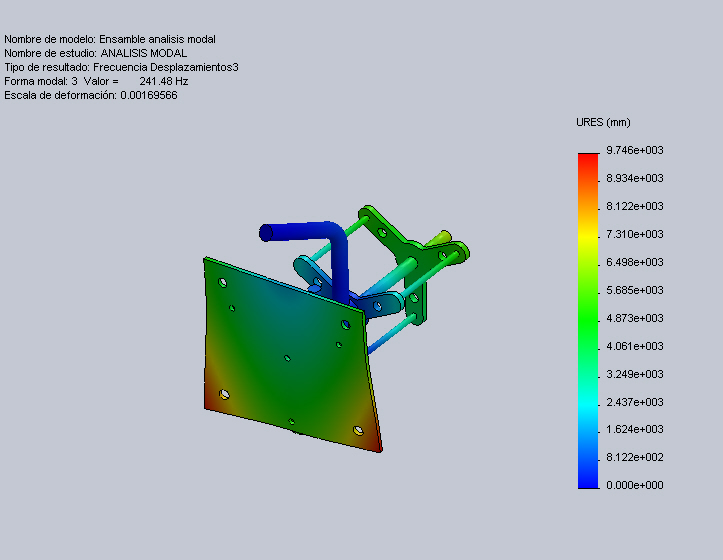 Nombre de modelo: Ensamble analisis modal
Nombre de estudio: ANALISIS MODAL
Tipo de resultado: Frecuencia Desplazamientos3
Forma modal: 3 Valor = 241.48 Hz
Escala de deformación: 0.00169566
URES (mm)
9.746e+003
8.934e+003
8.122e+003
7.310e+003
6.498e+003
5.685e+003
4.873e+003
4.061e+003
3.249e+003
2.437e+003
1.624e+003
8.122e+002
0.000e+000